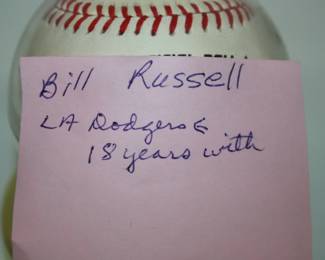 Bill Russell
LA Dodgers
18 years with